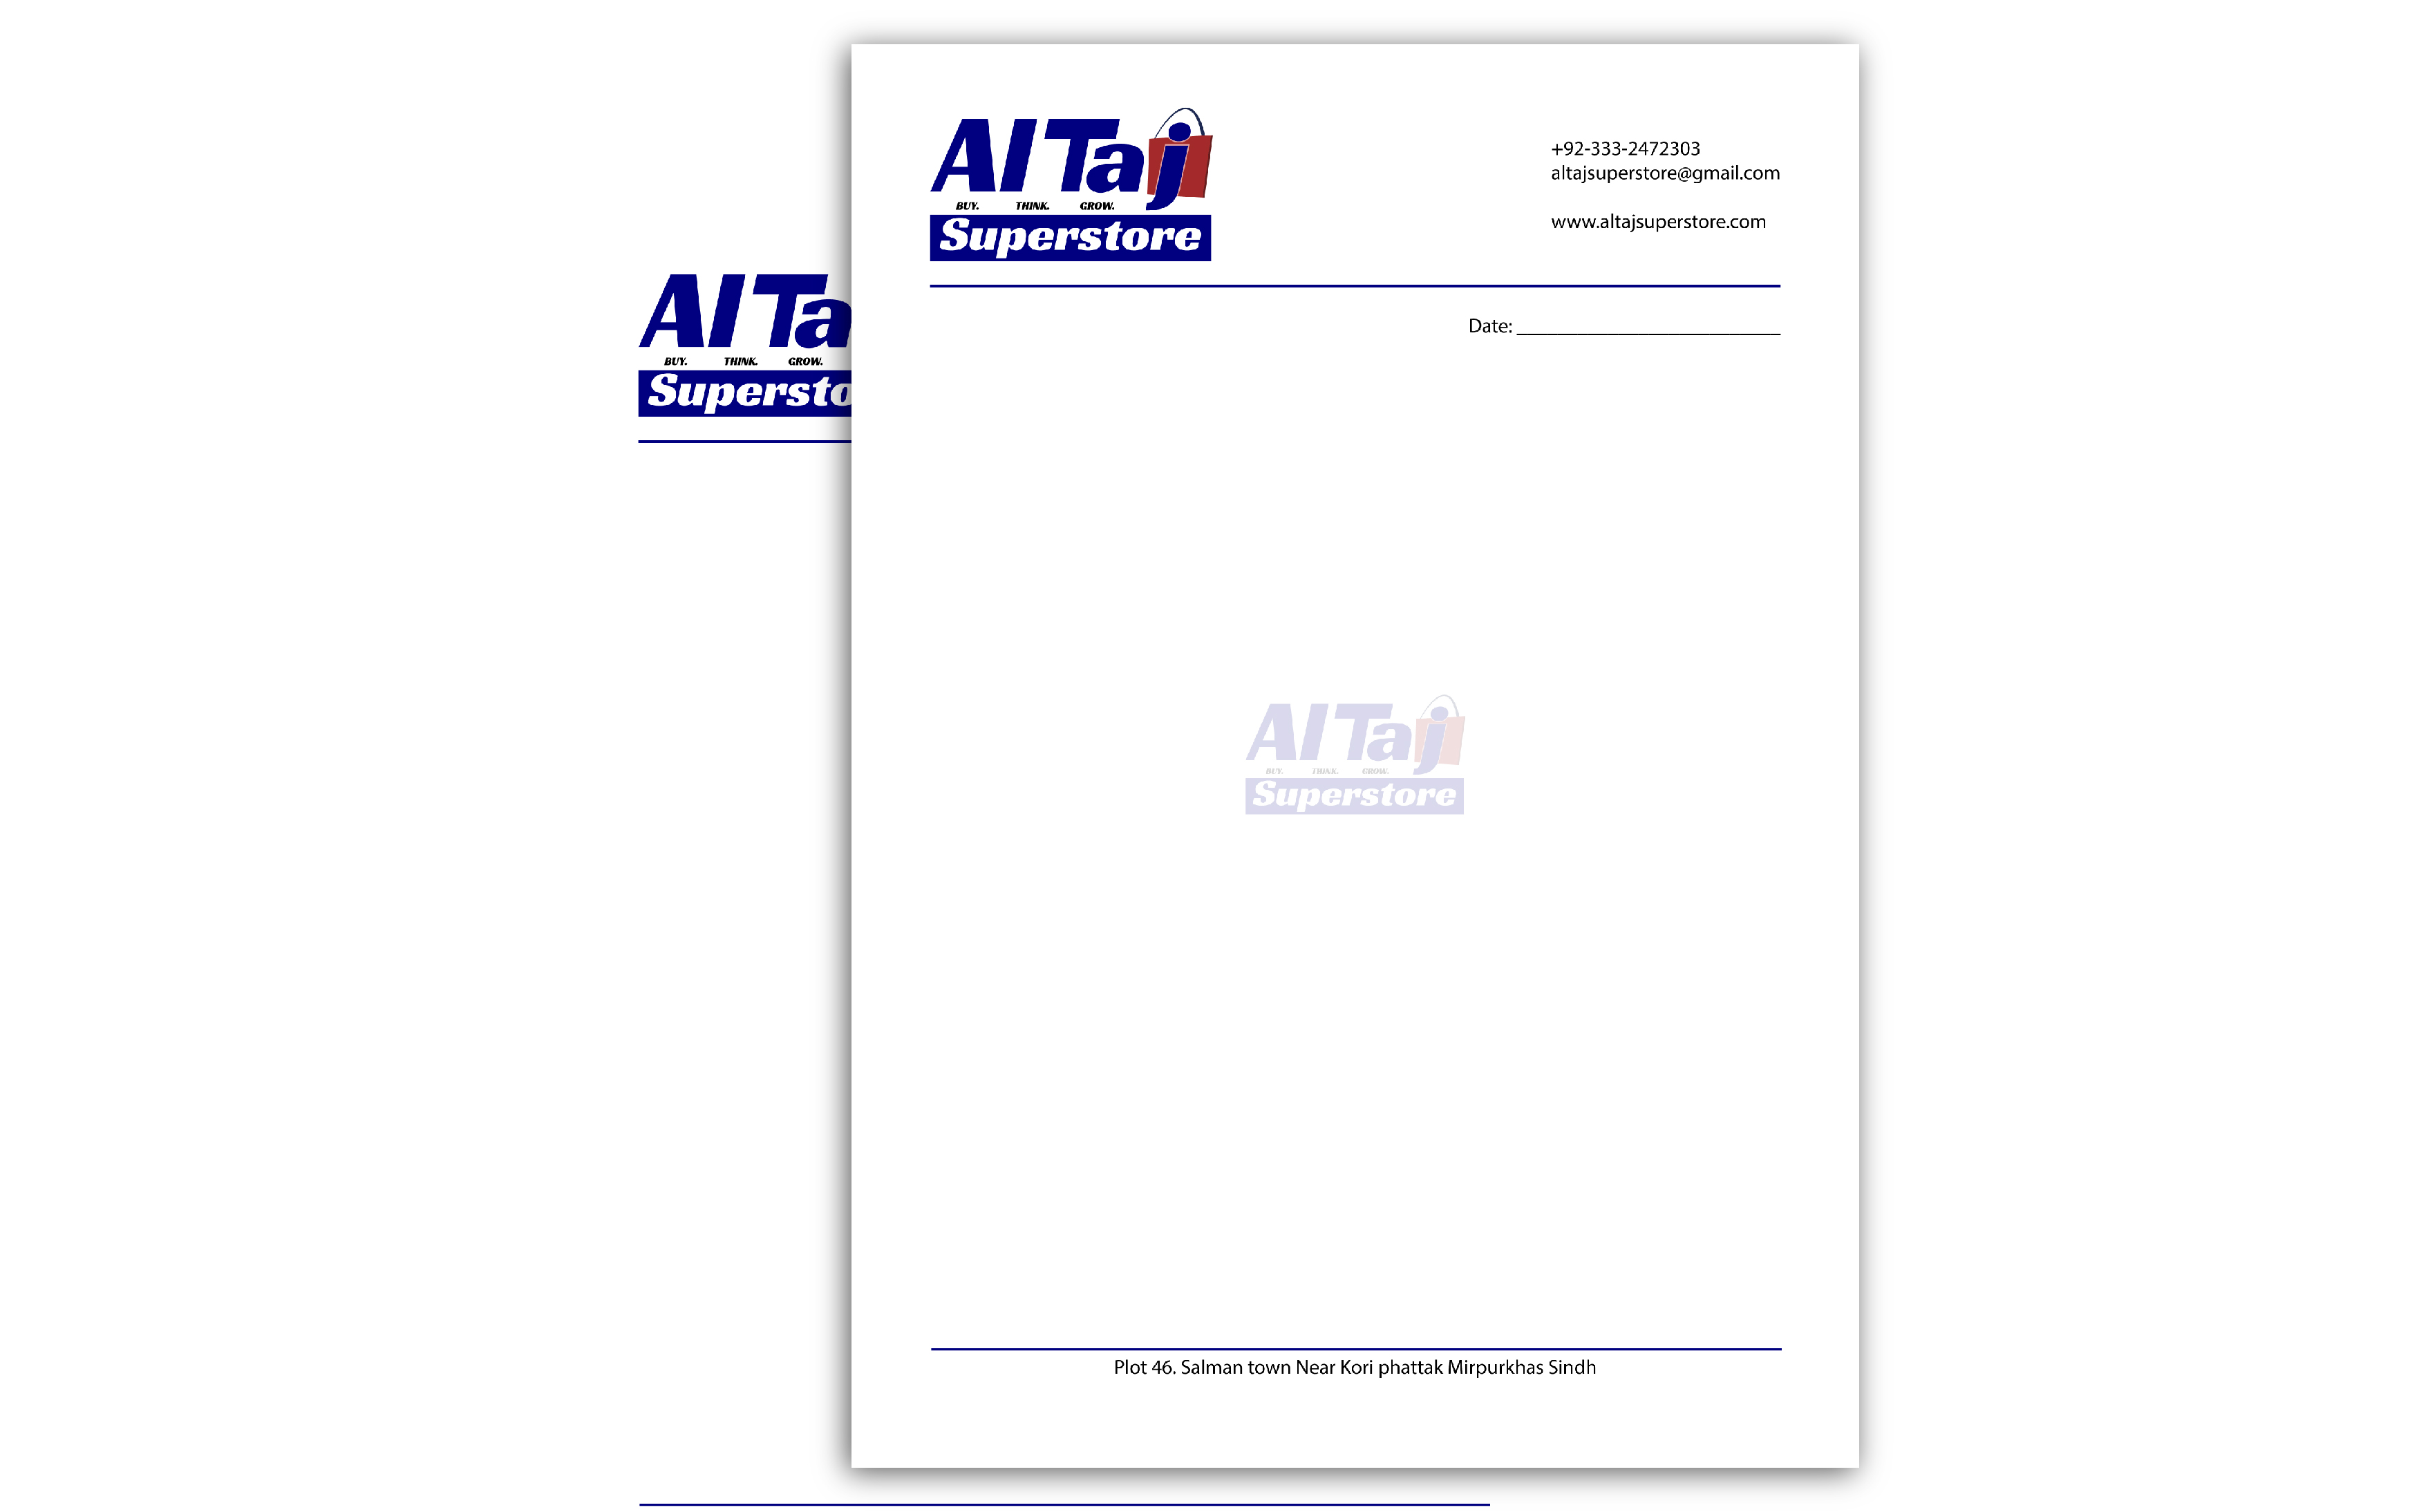 Al Taj
BUY. THINK. GROW.
Superstore
+92-333-2472303
altajsuperstore@gmail.com
www.altajsuperstore.com
Date:
Al Taj
BUY. THINK. GROW.
Superstore
Plot 46. Salman town Near Kori phattak Mirpurkhas Sindh
Al Ta
BUY. THINK. GROW.
Supersto